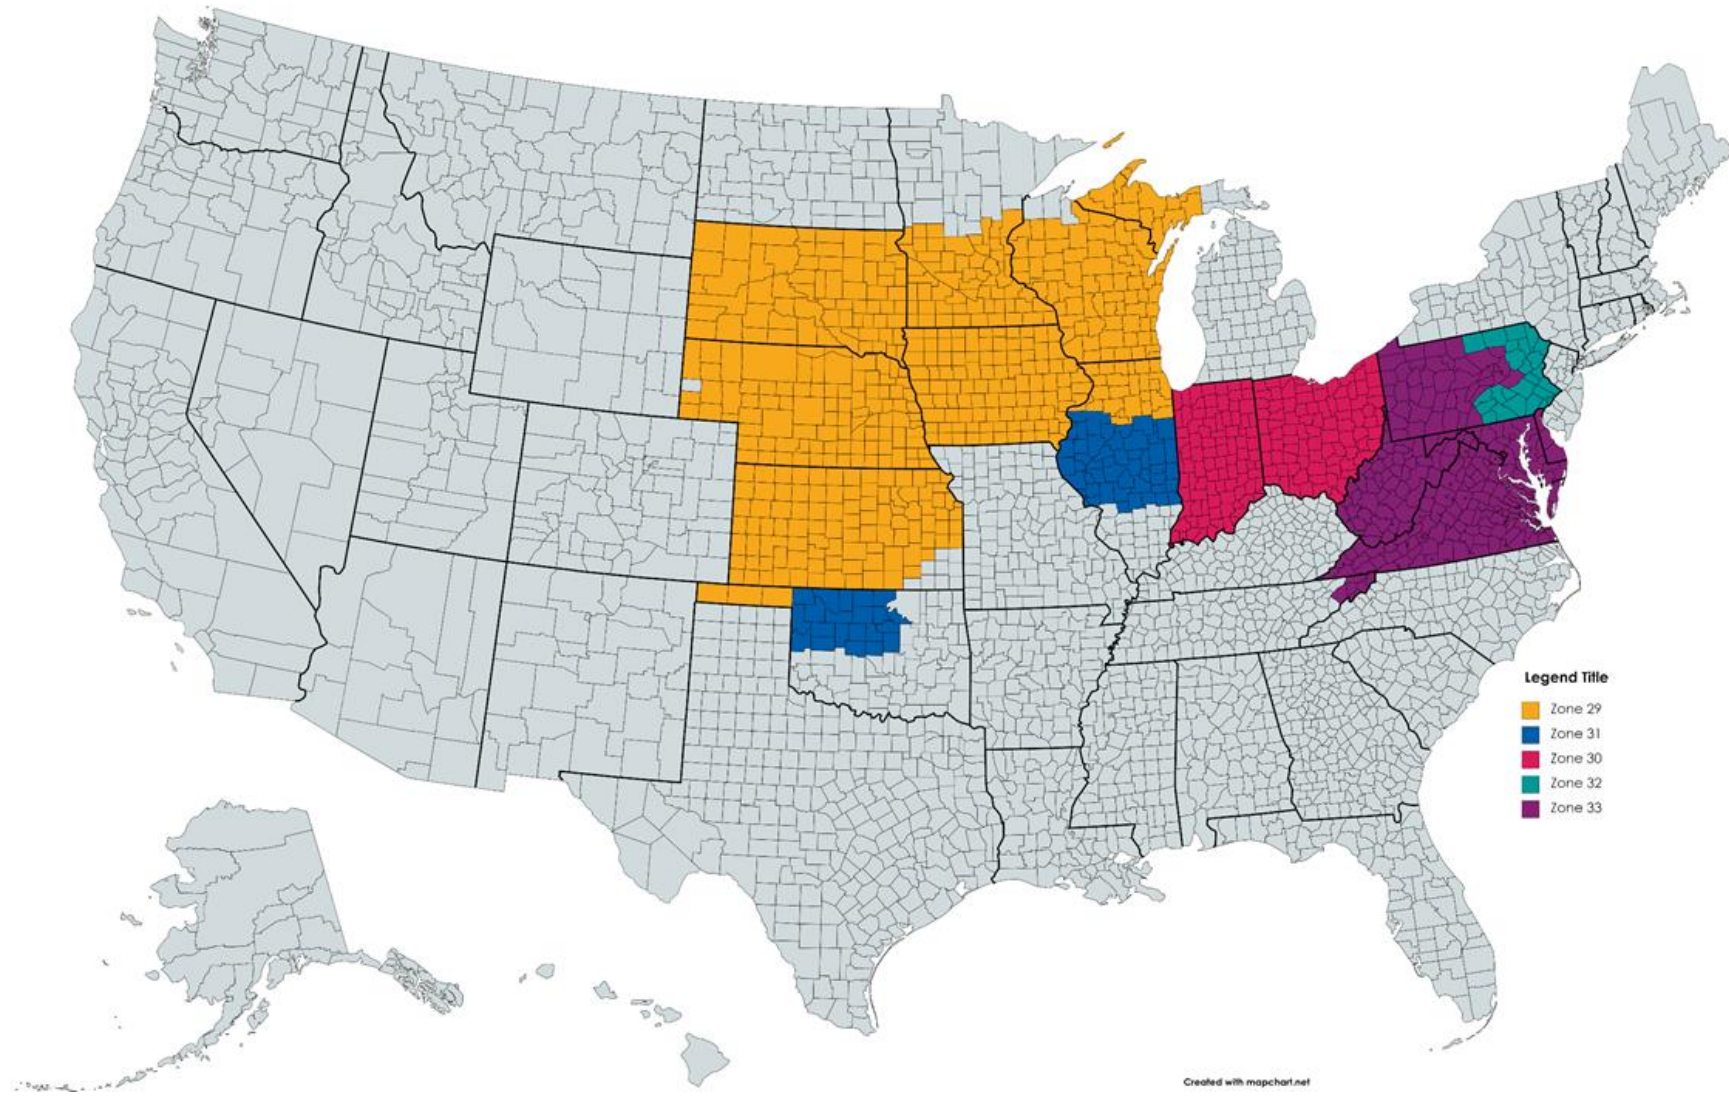 Legend Title
Zone 29
Zone 31
Zone 30
Zone 32
Zone 33
Created with mapchart.net